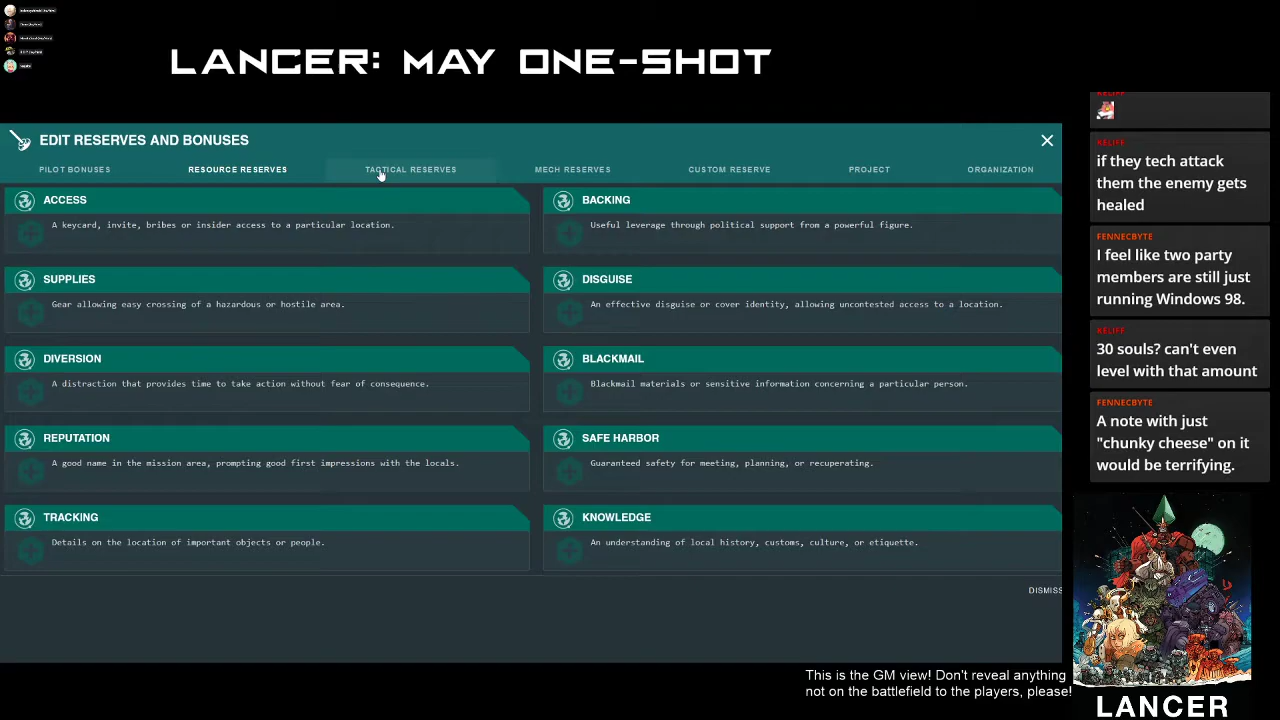 LANCER: MAY ONE-SHOT
EDIT RESERVES AND BONUSES
PILOT BONUSES
RESOURCE RESERVES
TACTICAL RESERVES
MECH RESERVES
CUSTOM RESERVE
PROJECT
ORGANIZATION
ACCESS
A keycard, invite, bribes or insider access to a particular location.
BACKING
Useful leverage through political support from a powerful figure.
SUPPLIES
Gear allowing easy crossing of a hazardous or hostile area.
DISGUISE
An effective disguise or cover identity, allowing uncontested access to a location.
DIVERSION
A distraction that provides time to take action without fear of consequence.
BLACKMAIL
Blackmail materials or sensitive information concerning a particular person.
REPUTATION
A good name in the mission area, prompting good first impressions with the locals.
SAFE HARBOR
Guaranteed safety for meeting, planning, or recuperating.
TRACKING
Details on the location of important objects or people.
KNOWLEDGE
An understanding of local history, customs, culture, or etiquette.
DISMISS
KELIFF
KELIFF
if they tech attack
them the enemy gets
healed
FENNECBYTE
I feel like two party
members are still just
running Windows 98.
KELIFF
30 souls? can't even
level with that amount
FENNECBYTE
A note with just
"chunky cheese" on it
would be terrifying.
This is the GM view! Don't reveal anything
not on the battlefield to the players, please!
LANCER